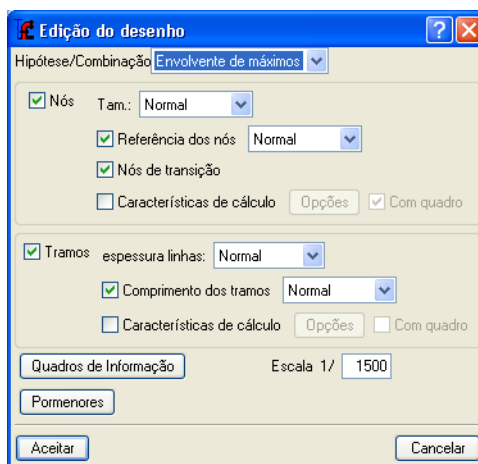 Edição do desenho
Hipótese/Combinação Envolvente de máximos
Nós Tam.: Normal
Referência dos nós Normal
Nós de transição
Características de cálculo Opções Com quadro
Tramos espessura linhas: Normal
Comprimento dos tramos Normal
Características de cálculo Opções Com quadro
Quadros de Informação Escala 1/ 1500
Pormenores
Aceitar Cancelar